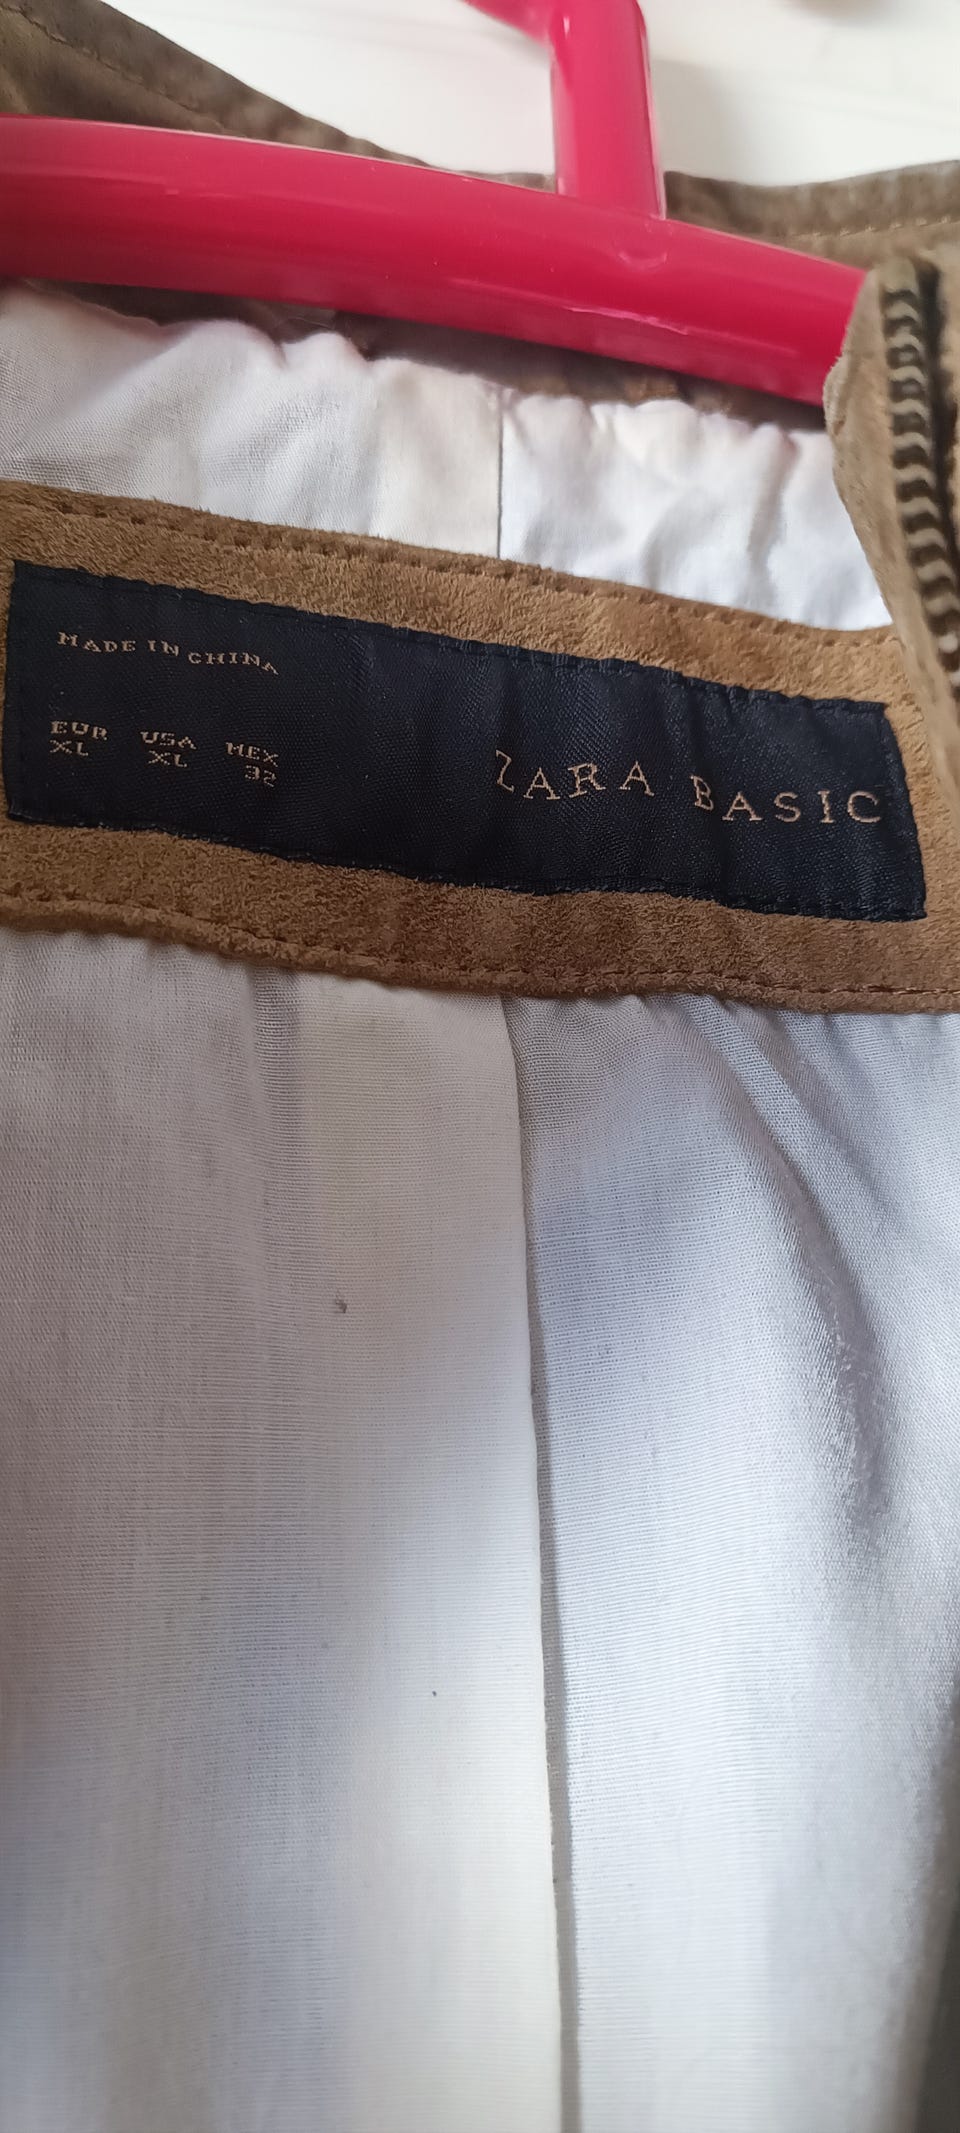 MADE IN CHINA
EUR USA MEX
XL XL 32
ZARA BASIC